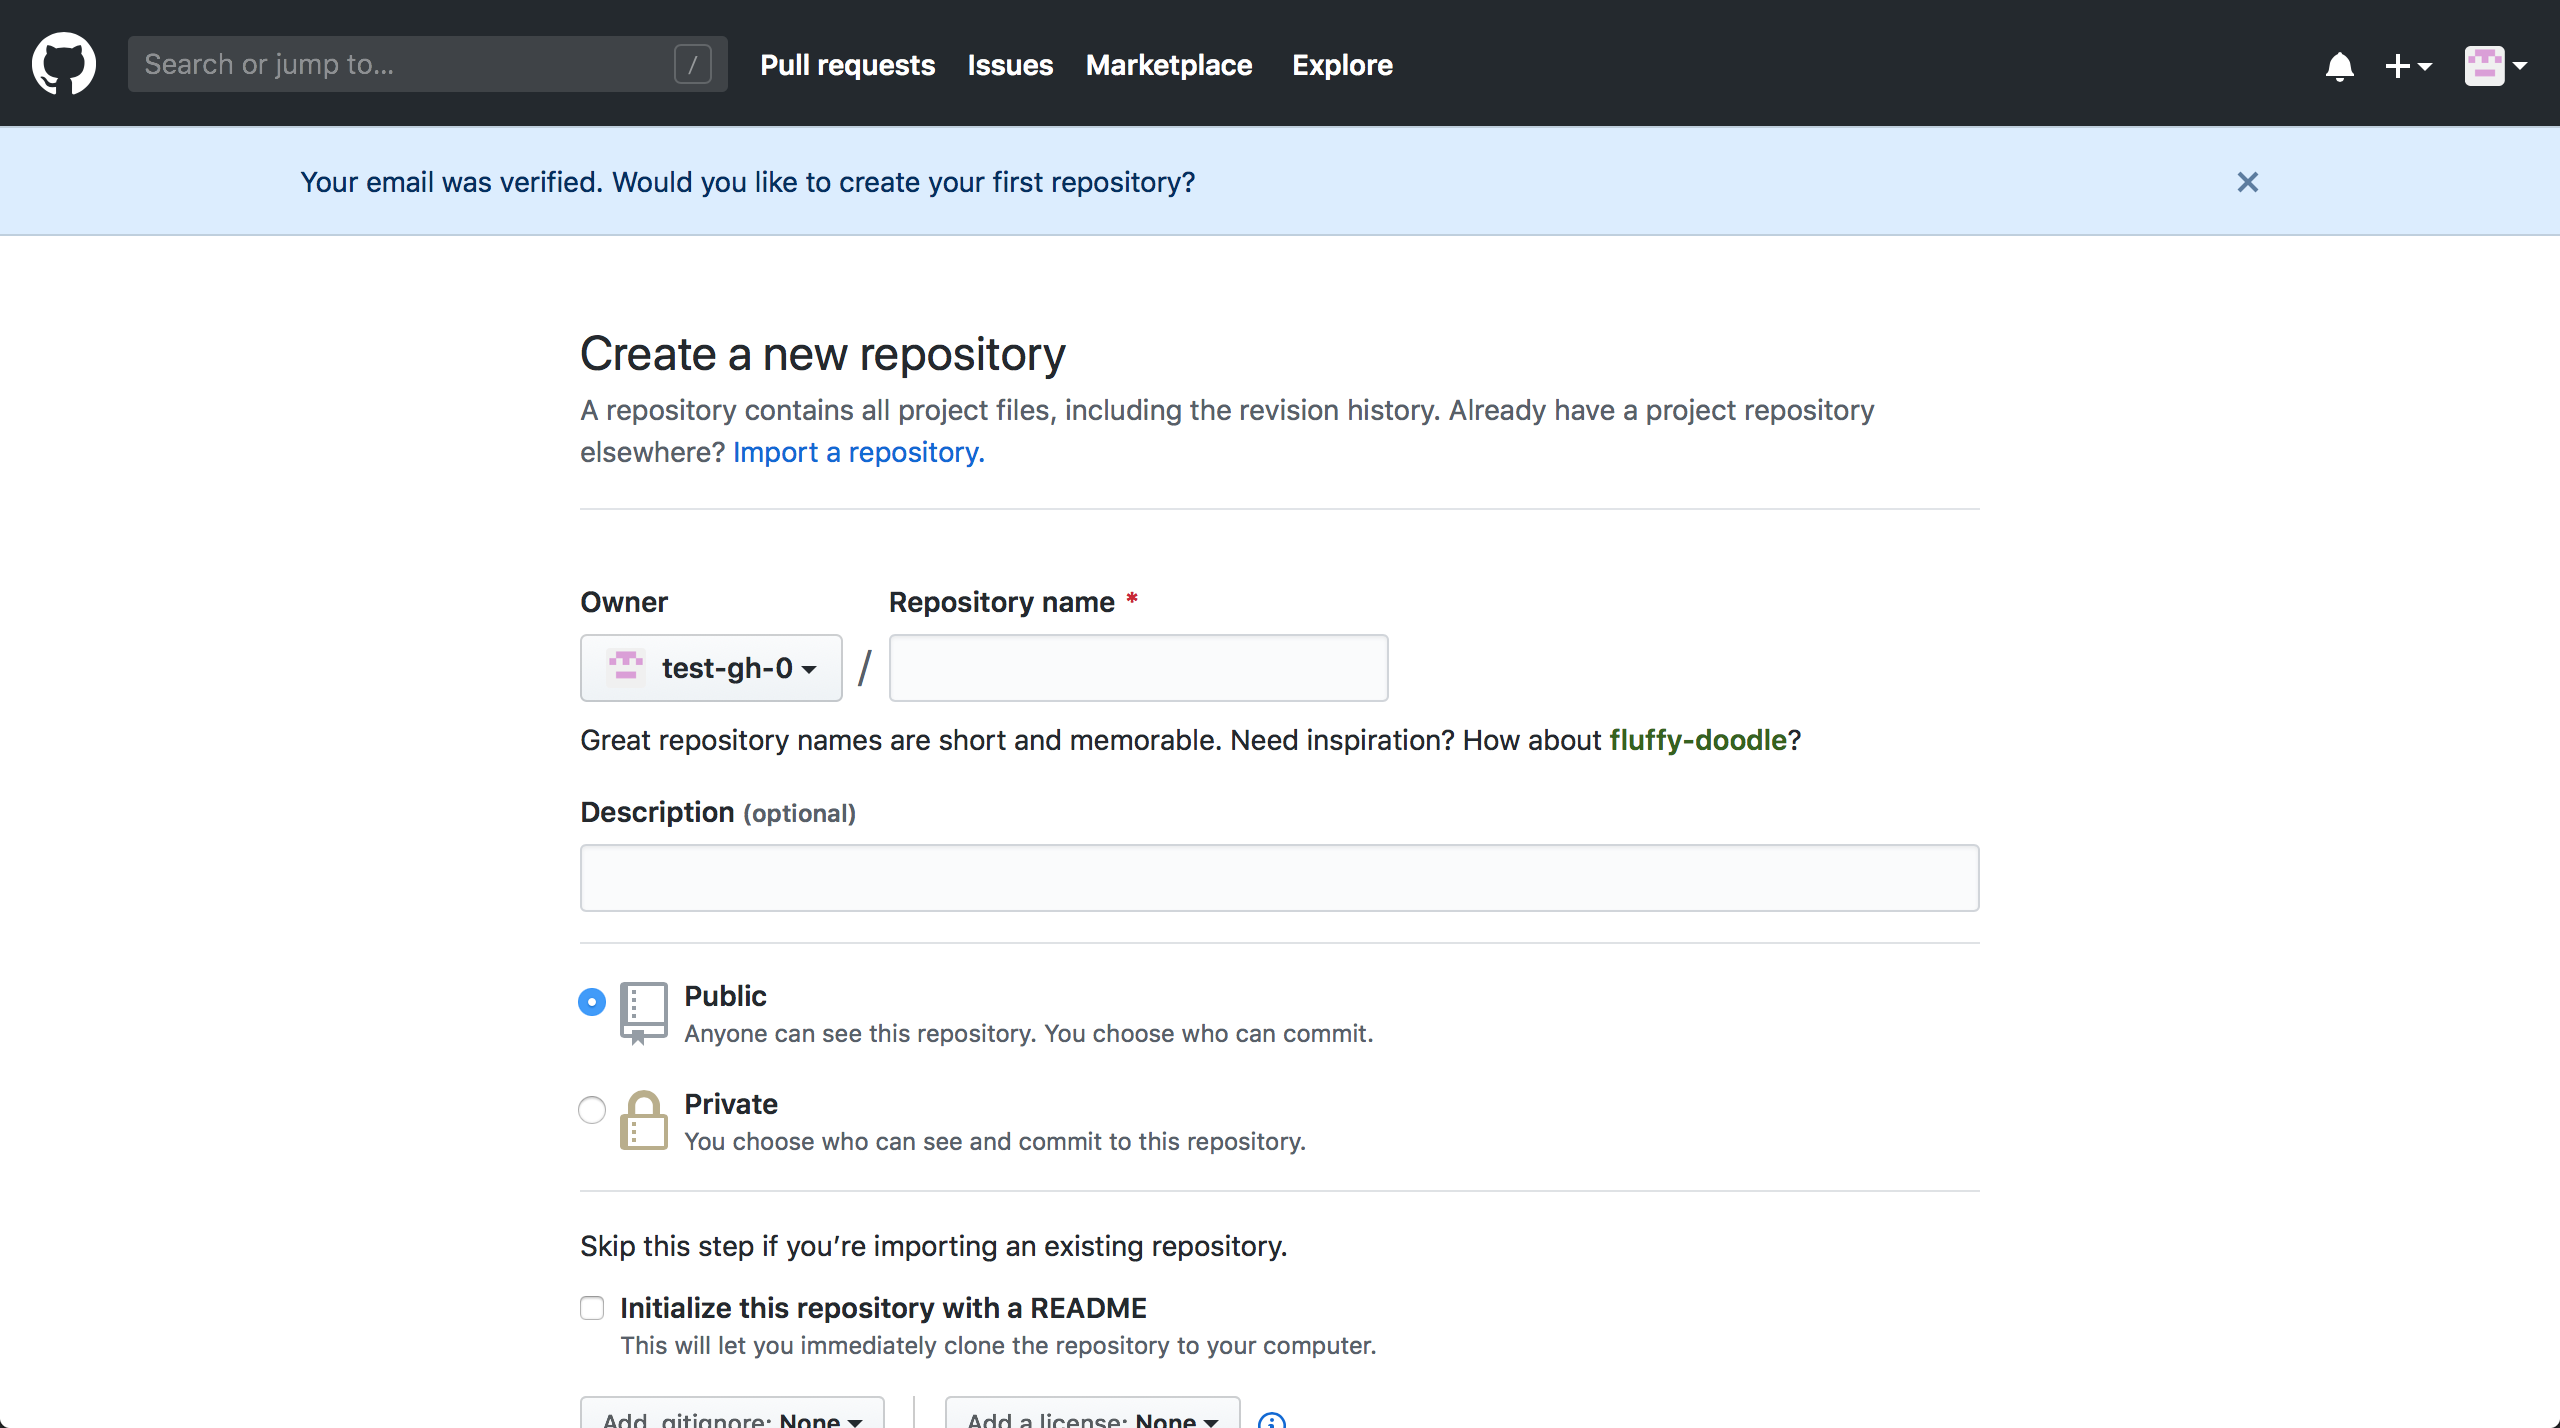 Search or jump to... /
Pull requests Issues Marketplace Explore
Your email was verified. Would you like to create your first repository?
Create a new repository
A repository contains all project files, including the revision history. Already have a project repository
elsewhere? Import a repository.
Owner Repository name *
test-gh-0 /
Great repository names are short and memorable. Need inspiration? How about fluffy-doodle?
Description (optional)
Public
Anyone can see this repository. You choose who can commit.
Private
You choose who can see and commit to this repository.
Skip this step if you’re importing an existing repository.
Initialize this repository with a README
This will let you immediately clone the repository to your computer.
Add .gitignore: None Add a license: None